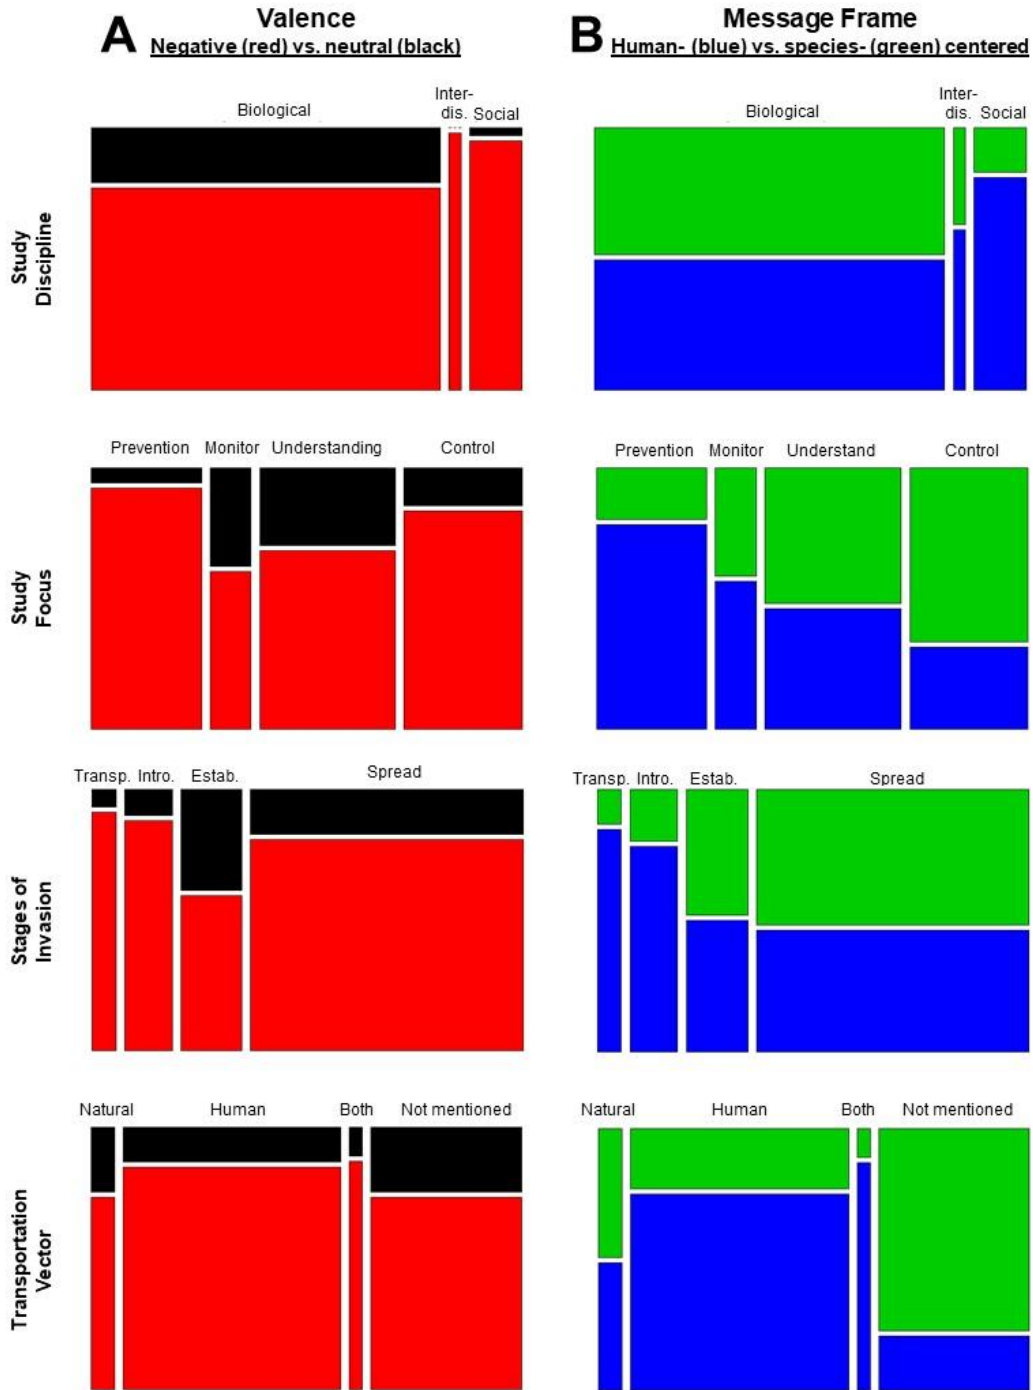 A
Valence
Negative (red) vs. neutral (black)
B
Message Frame
Human- (blue) vs. species- (green) centered
Study
Discipline
Biological
Inter-
dis.
Social
Biological
Inter-
dis.
Social
Study
Focus
Prevention Monitor Understanding Control
Prevention Monitor Understand Control
Stages of
Invasion
Transp. Intro. Estab. Spread
Transp. Intro. Estab. Spread
Transportation
Vector
Natural Human Both Not mentioned
Natural Human Both Not mentioned